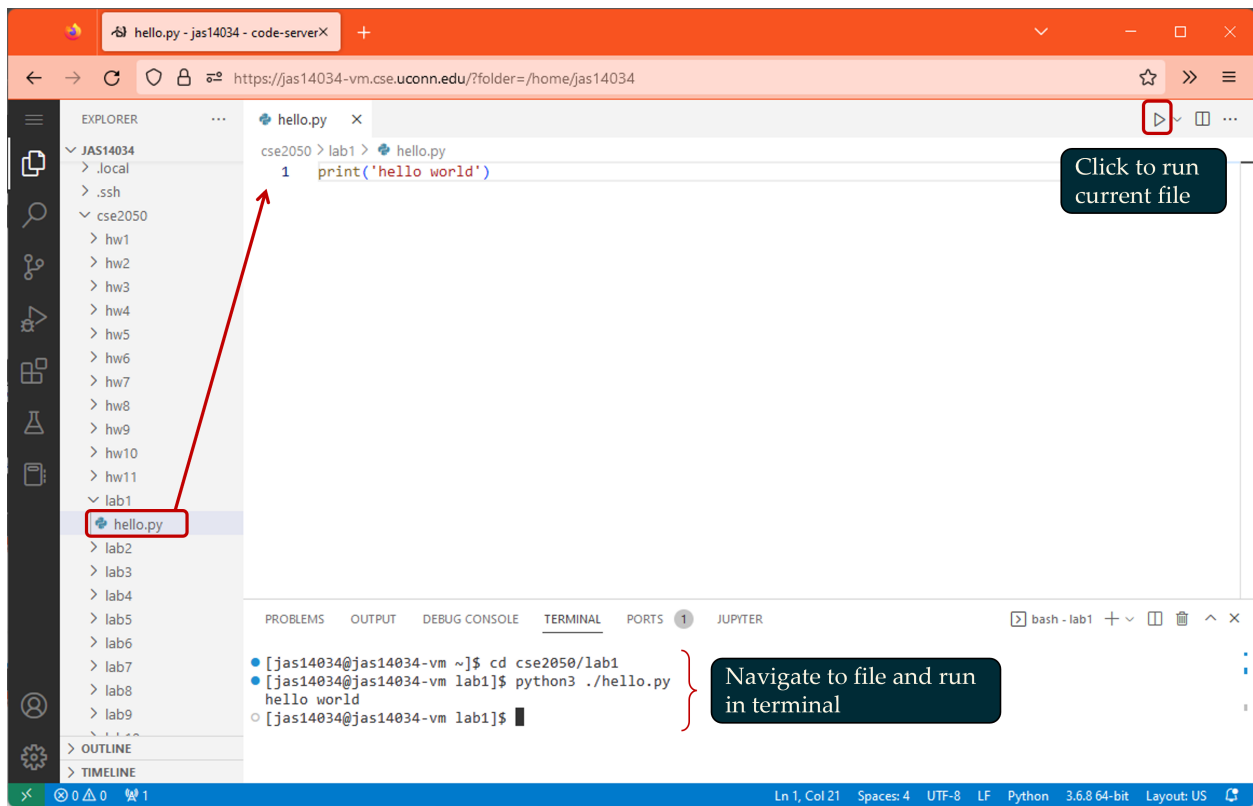 hello.py - jas14034 - code-server
https://jas14034-vm.cse.uconn.edu/?folder=/home/jas14034
EXPLORER
JAS14034
.local
.ssh
cse2050
hw1
hw2
hw3
hw4
hw5
hw6
hw7
hw8
hw9
hw10
hw11
lab1
hello.py
lab2
lab3
lab4
lab5
lab6
lab7
lab8
lab9
OUTLINE
TIMELINE
hello.py
cse2050 > lab1 > hello.py
1 print('hello world')
Click to run
current file
PROBLEMS OUTPUT DEBUG CONSOLE TERMINAL PORTS 1 JUPYTER
bash - lab1
[jas14034@jas14034-vm ~]$ cd cse2050/lab1
[jas14034@jas14034-vm lab1]$ python3 ./hello.py
hello world
[jas14034@jas14034-vm lab1]$
Navigate to file and run
in terminal
0 0 1
Ln 1, Col 21 Spaces: 4 UTF-8 LF Python 3.6.8 64-bit Layout: US